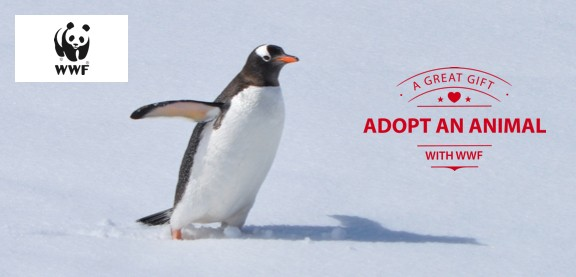 WWF
A GREAT GIFT
ADOPT AN ANIMAL
WITH WWF